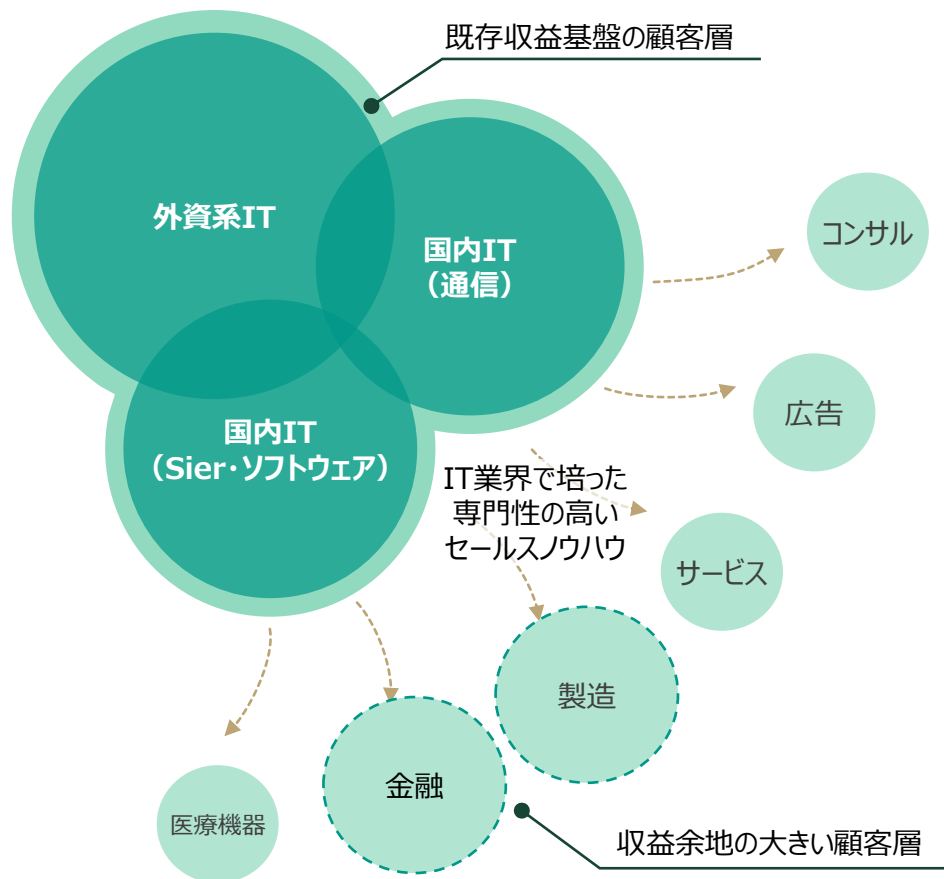 既存収益基盤の顧客層
外資系IT
国内IT
（通信）
コンサル
国内IT
（Sier・ソフトウェア）
広告
IT業界で培った
専門性の高い
セールスノウハウ
サービス
製造
金融
医療機器
収益余地の大きい顧客層